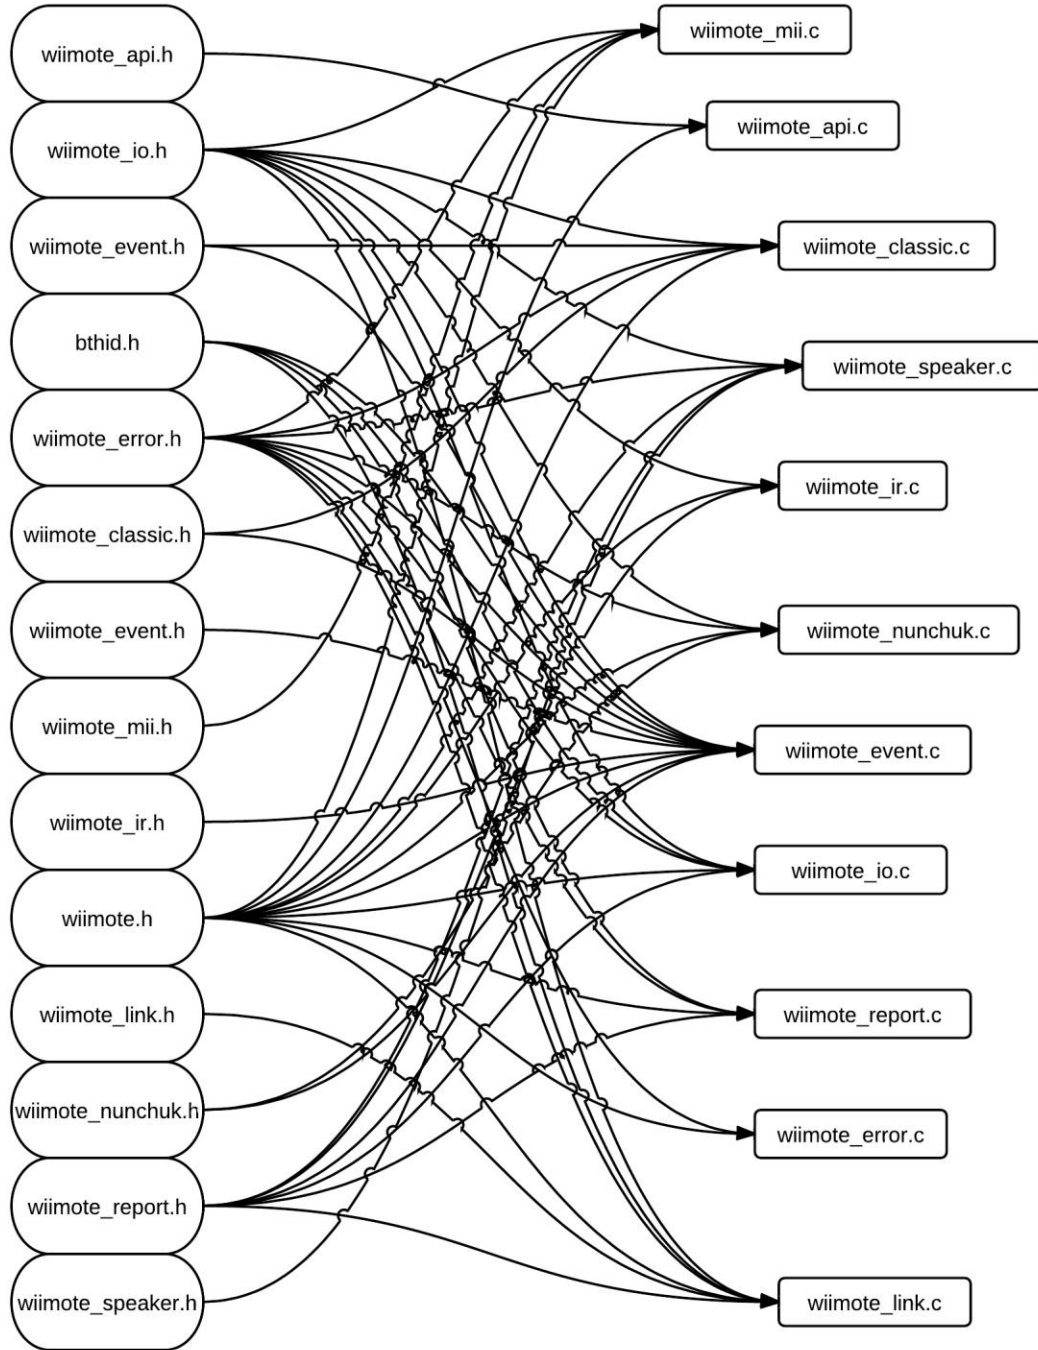 wiimote_api.h
wiimote_io.h
wiimote_event.h
bthid.h
wiimote_error.h
wiimote_classic.h
wiimote_event.h
wiimote_mii.h
wiimote_ir.h
wiimote.h
wiimote_link.h
wiimote_nunchuk.h
wiimote_report.h
wiimote_speaker.h
wiimote_mii.c
wiimote_api.c
wiimote_classic.c
wiimote_speaker.c
wiimote_ir.c
wiimote_nunchuk.c
wiimote_event.c
wiimote_io.c
wiimote_report.c
wiimote_error.c
wiimote_link.c